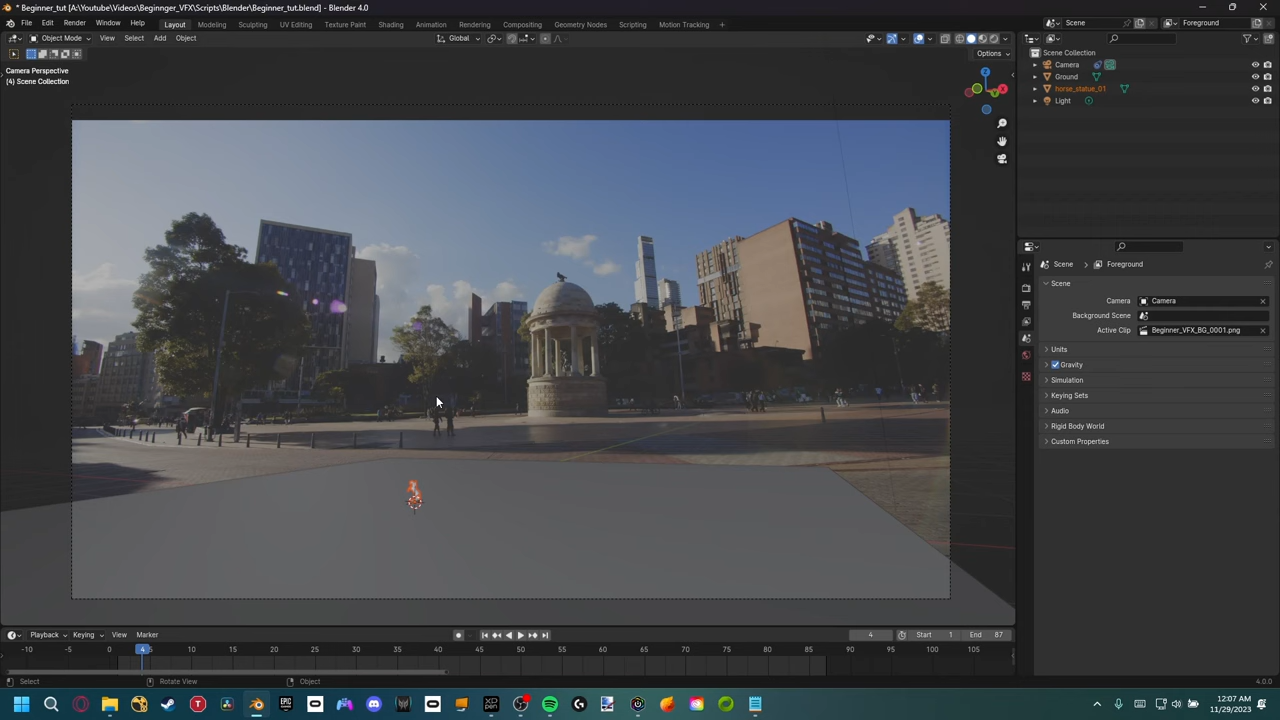 * Beginner_tut [A:\Youtube\Videos\Beginnger_VFX\Scripts\Blender\Beginner_tut.blend] - Blender 4.0
File Edit Render Window Help Layout Modeling Sculpting UV Editing Texture Paint Shading Animation Rendering Compositing Geometry Nodes Scripting Motion Tracking + Scene Foreground
Object Mode View Select Add Object Global
Options
Camera Perspective
(4) Scene Collection
Z
X
Y
Scene Collection
Camera
Ground
horse_statue_01
Light
Scene > Foreground
Scene
Camera Camera
Background Scene
Active Clip Beginner_VFX_BG_0001.png
Units
Gravity
Simulation
Keying Sets
Audio
Rigid Body World
Custom Properties
Playback Keying View Marker 4 Start 1 End 87
-10 -5 0 4 5 10 15 20 25 30 35 40 45 50 55 60 65 70 75 80 85 90 95 100 105
Select Rotate View Object 4.0.0
12:07 AM
11/29/2023